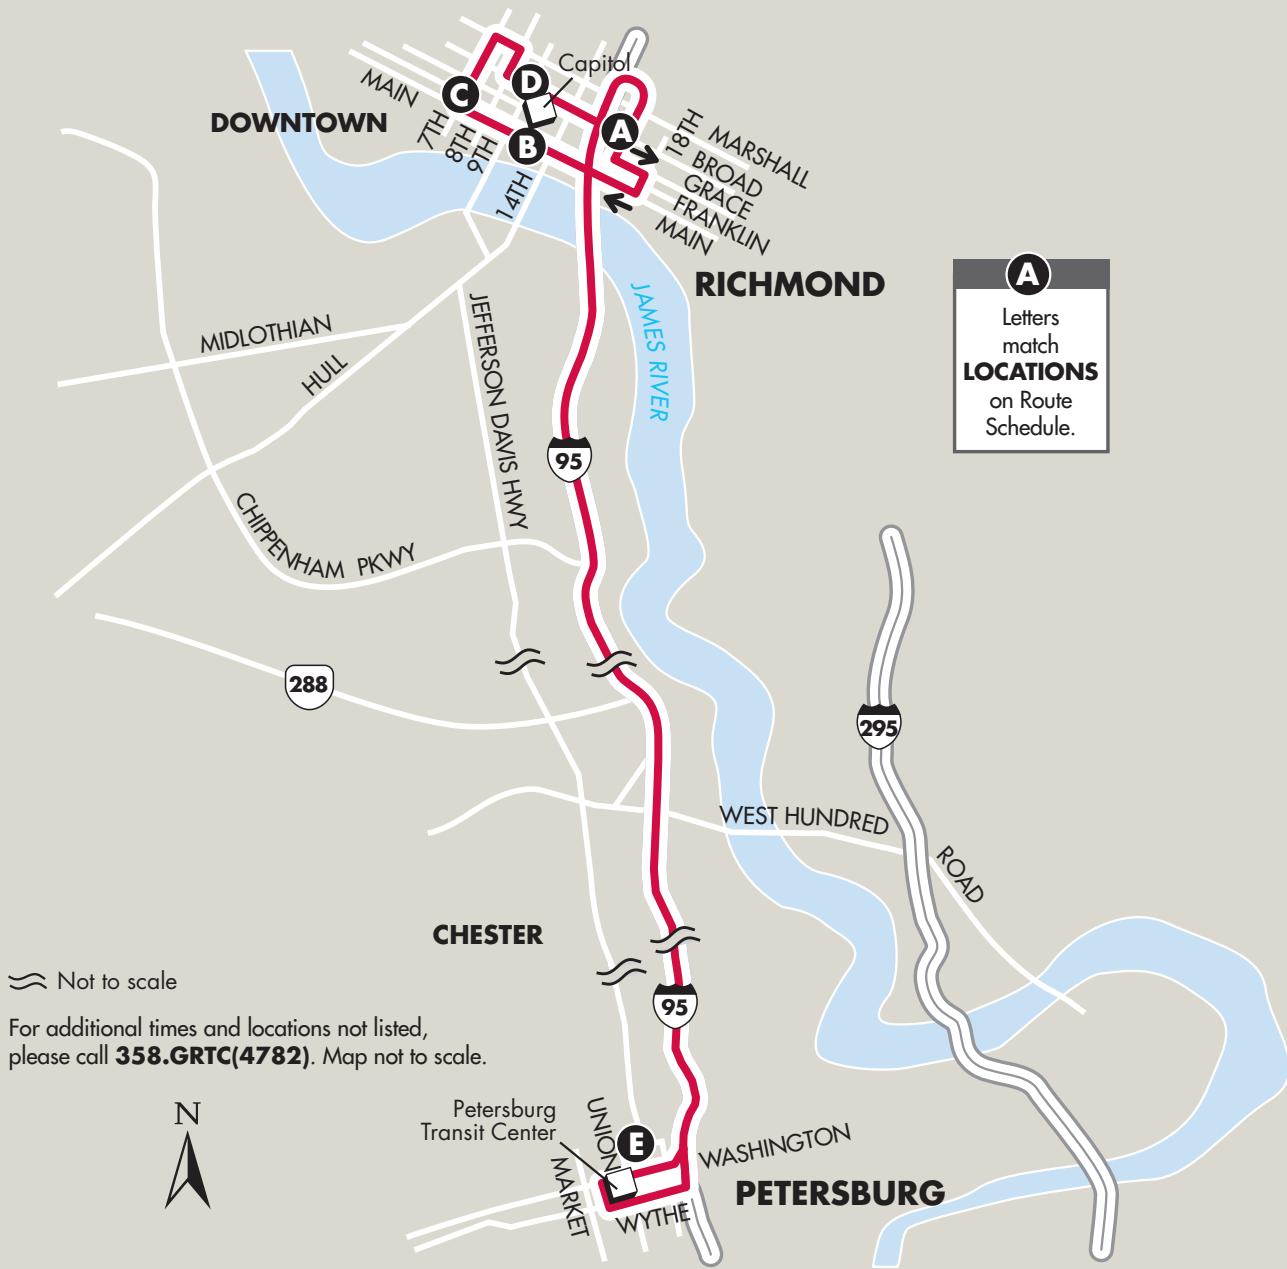 Capitol
D
C
MAIN
DOWNTOWN
A
B
7TH
8TH
9TH
14TH
18TH
MARSHALL
BROAD
GRACE
FRANKLIN
MAIN
RICHMOND
A
Letters
match
LOCATIONS
on Route
Schedule.
JAMES RIVER
MIDLOTHIAN
HULL
JEFFERSON DAVIS HWY
95
CHIPPENHAM PKWY
288
295
WEST HUNDRED
ROAD
CHESTER
Not to scale
95
For additional times and locations not listed,
please call 358.GRTC(4782). Map not to scale.
N
Petersburg
Transit Center
UNION
E
WASHINGTON
MARKET
WYTHE
PETERSBURG